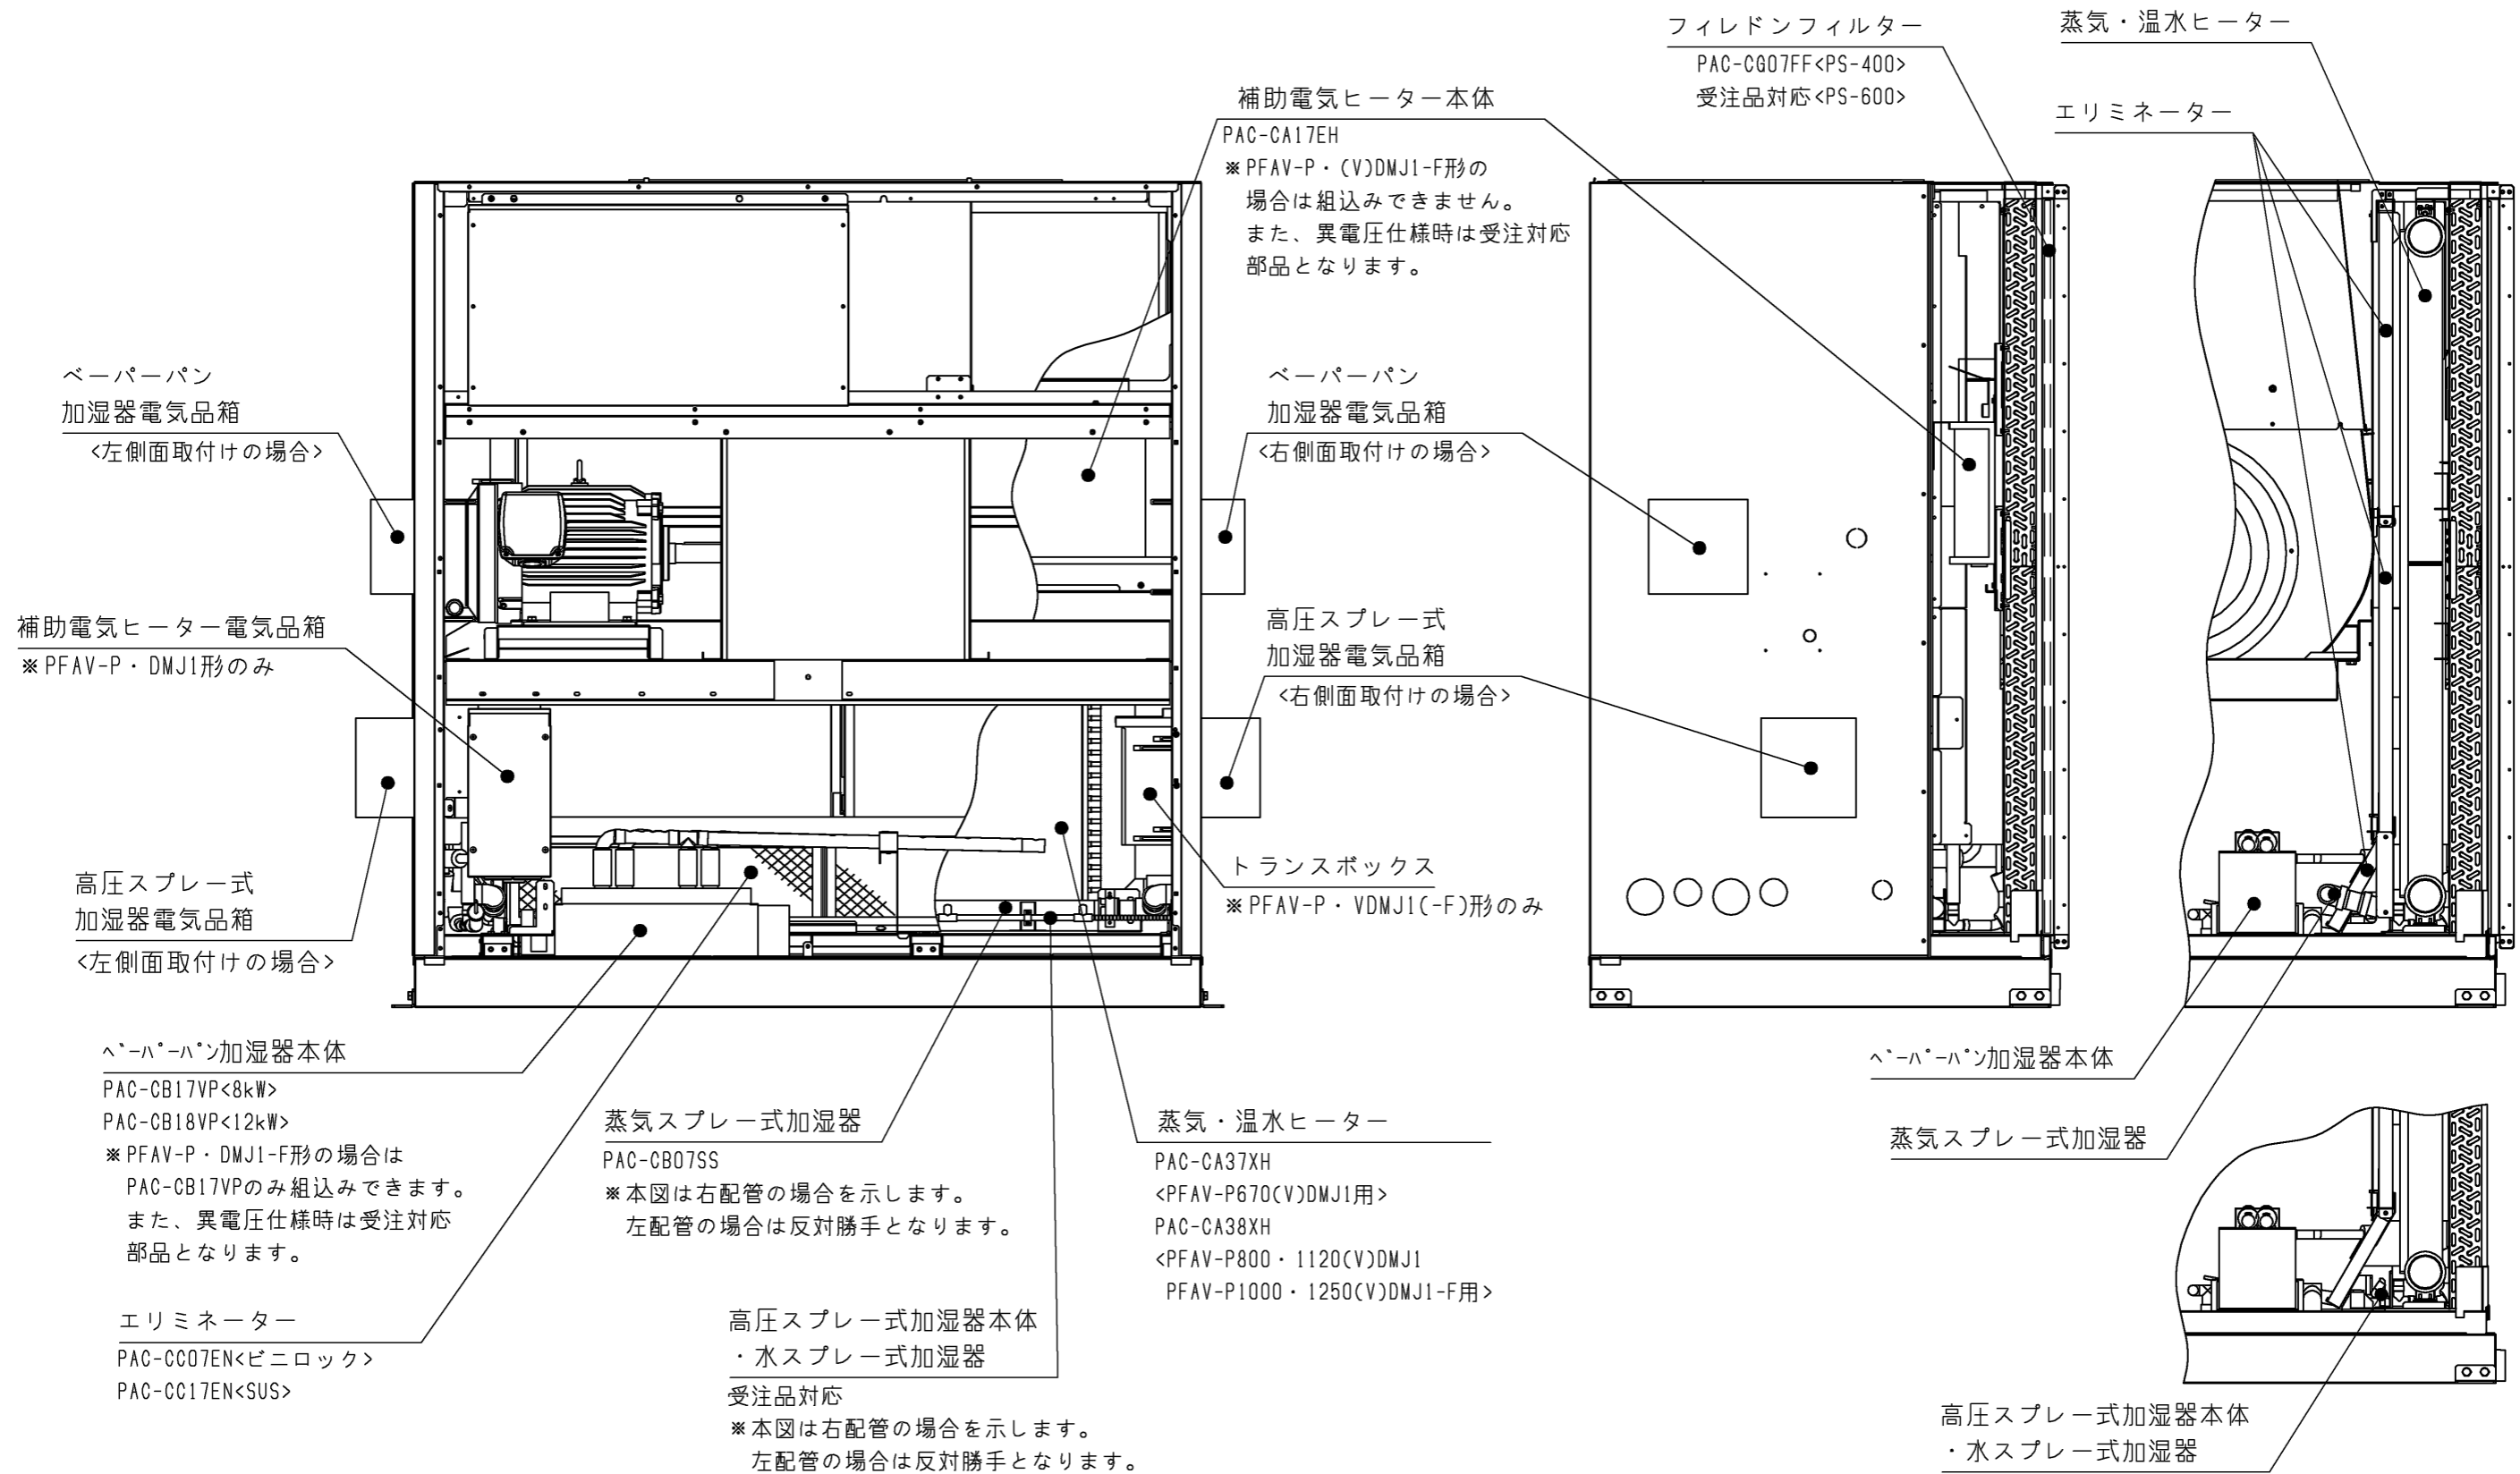 フィレドンフィルター
PAC-CG07FF<PS-400>
受注品対応<PS-600>
蒸気・温水ヒーター
エリミネーター
補助電気ヒーター本体
PAC-CA17EH
※PFAV-P・(V)DMJ1-F形の
場合は組込みできません。
また、異電圧仕様時は受注対応
部品となります。
ベーパーパン
加湿器電気品箱
<左側面取付けの場合>
ベーパーパン
加湿器電気品箱
<右側面取付けの場合>
補助電気ヒーター電気品箱
※PFAV-P・DMJ1形のみ
高圧スプレー式
加湿器電気品箱
<右側面取付けの場合>
高圧スプレー式
加湿器電気品箱
<左側面取付けの場合>
トランスボックス
※PFAV-P・VDMJ1(-F)形のみ
ベーパーパン加湿器本体
PAC-CB17VP<8kW>
PAC-CB18VP<12kW>
※PFAV-P・DMJ1-F形の場合は
PAC-CB17VPのみ組込みできます。
また、異電圧仕様時は受注対応
部品となります。
蒸気スプレー式加湿器
PAC-CB07SS
※本図は右配管の場合を示します。
左配管の場合は反対勝手となります。
蒸気・温水ヒーター
PAC-CA37XH
<PFAV-P670(V)DMJ1用>
PAC-CA38XH
<PFAV-P800・1120(V)DMJ1
PFAV-P1000・1250(V)DMJ1-F用>
エリミネーター
PAC-CC07EN<ビニロック>
PAC-CC17EN<SUS>
高圧スプレー式加湿器本体
・水スプレー式加湿器
受注品対応
※本図は右配管の場合を示します。
左配管の場合は反対勝手となります。
ベーパーパン加湿器本体
蒸気スプレー式加湿器
高圧スプレー式加湿器本体
・水スプレー式加湿器